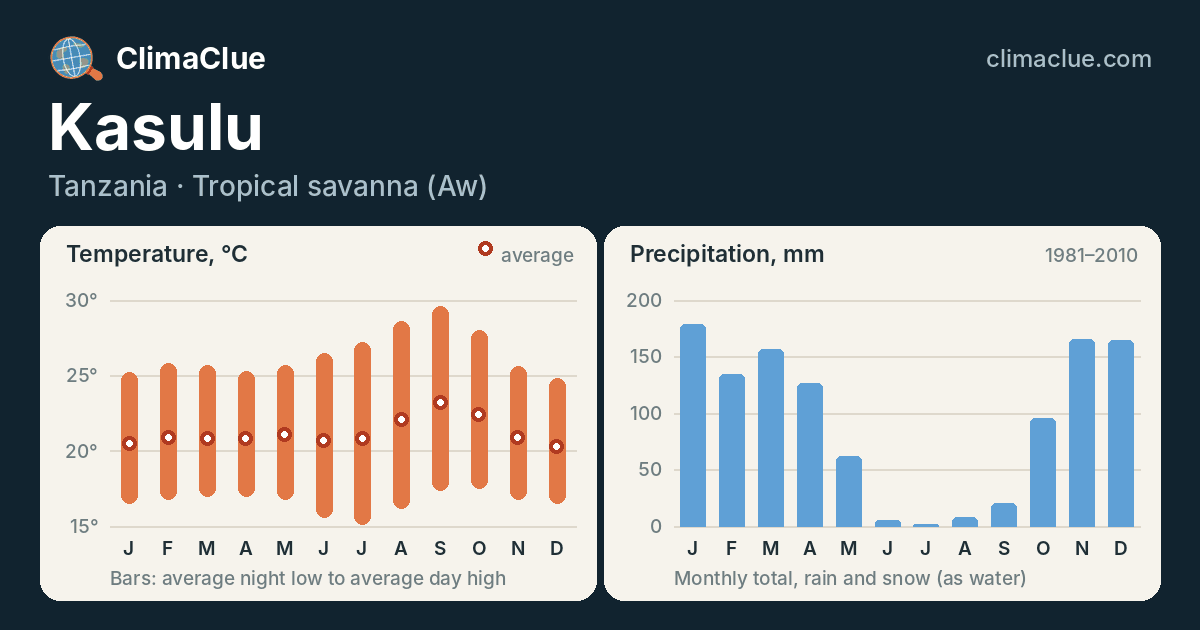 ClimaClue
climaclue.com
Kasulu
Tanzania · Tropical savanna (Aw)
Temperature, °C
average
30°
25°
20°
15°
J F M A M J J A S O N D
Bars: average night low to average day high
Precipitation, mm
1981–2010
200
150
100
50
0
J F M A M J J A S O N D
Monthly total, rain and snow (as water)